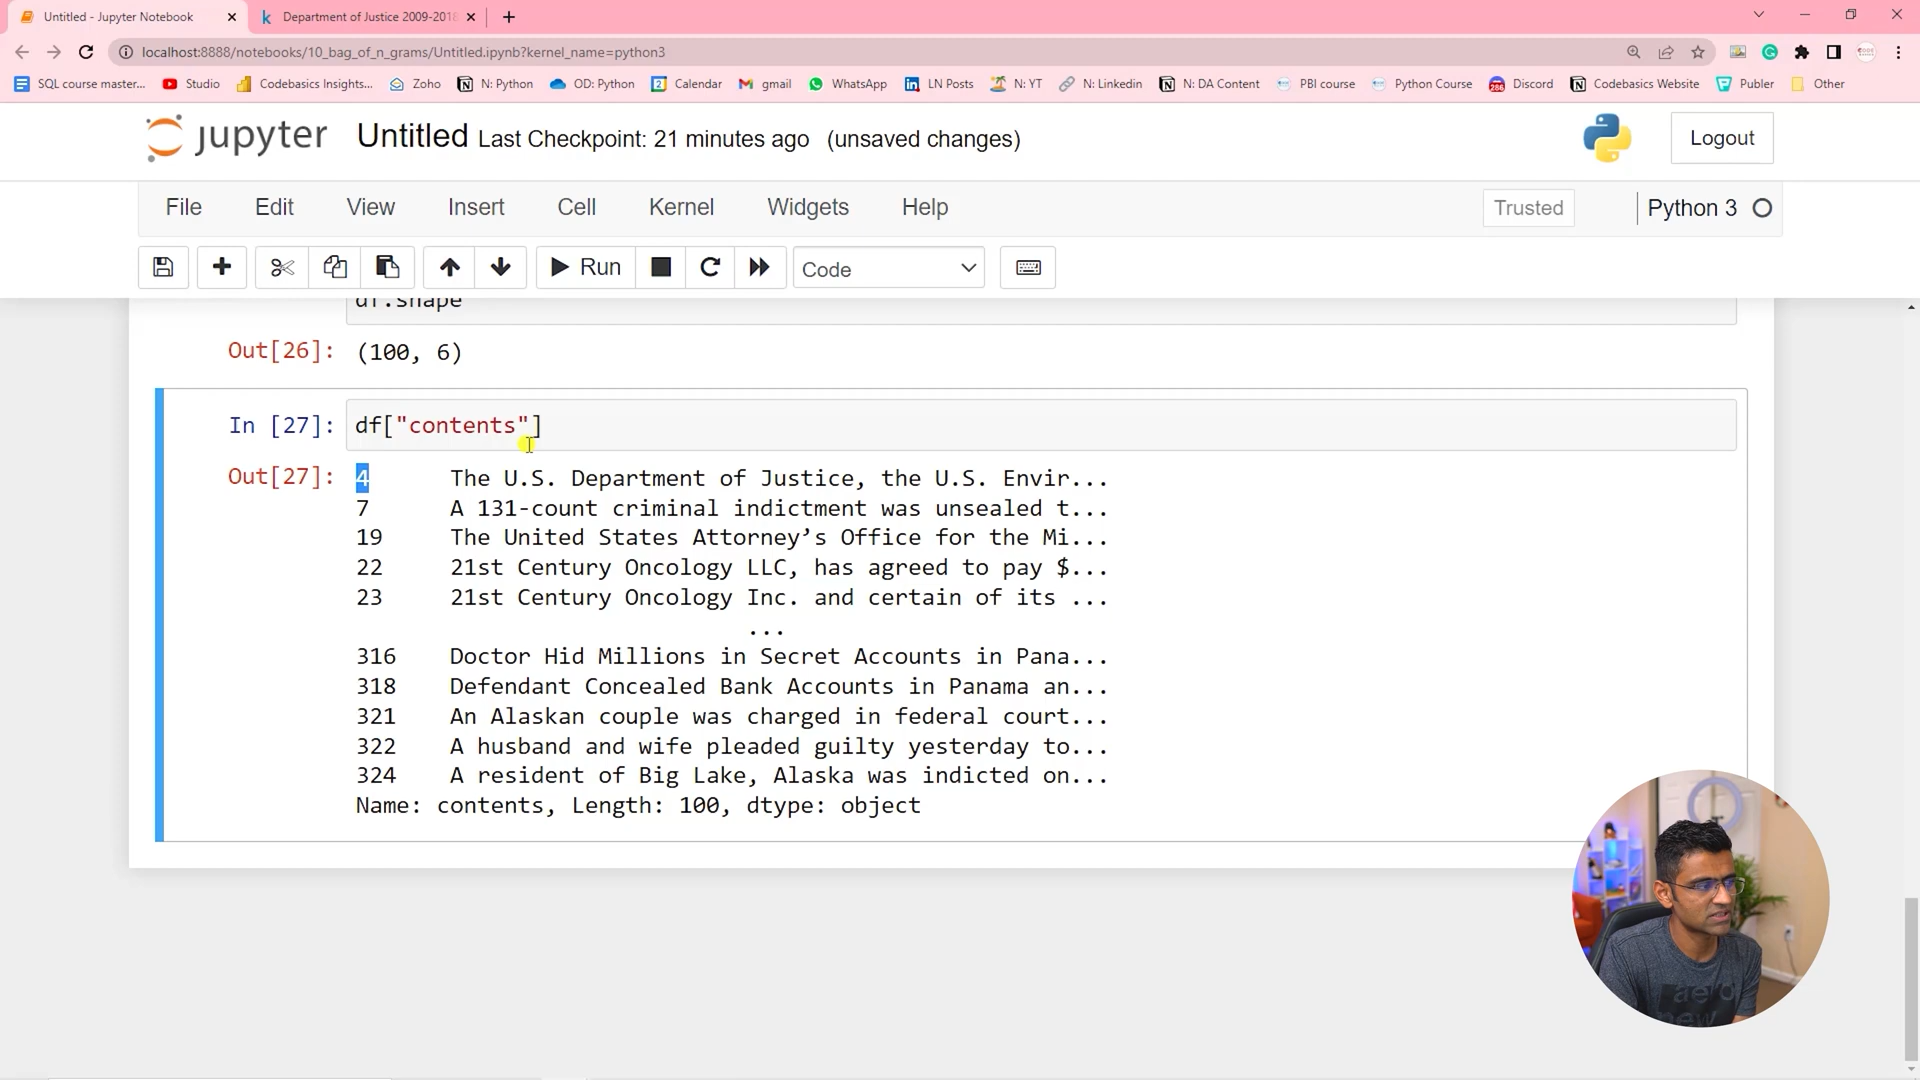 Untitled - Jupyter Notebook
Department of Justice 2009-2018
localhost:8888/notebooks/10_bag_of_n_grams/Untitled.ipynb?kernel_name=python3
SQL course master... Studio Codebasics Insights... Zoho N: Python OD: Python Calendar gmail WhatsApp LN Posts N: YT N: Linkedin N: DA Content PBI course Python Course Discord Codebasics Website Publer Other
jupyter Untitled Last Checkpoint: 21 minutes ago (unsaved changes) Logout
File Edit View Insert Cell Kernel Widgets Help Trusted Python 3
Run Code
df.shape
Out[26]: (100, 6)
In [27]: df["contents"]
Out[27]: 4 The U.S. Department of Justice, the U.S. Envir...
7 A 131-count criminal indictment was unsealed t...
19 The United States Attorney’s Office for the Mi...
22 21st Century Oncology LLC, has agreed to pay $...
23 21st Century Oncology Inc. and certain of its ...
...
316 Doctor Hid Millions in Secret Accounts in Pana...
318 Defendant Concealed Bank Accounts in Panama an...
321 An Alaskan couple was charged in federal court...
322 A husband and wife pleaded guilty yesterday to...
324 A resident of Big Lake, Alaska was indicted on...
Name: contents, Length: 100, dtype: object